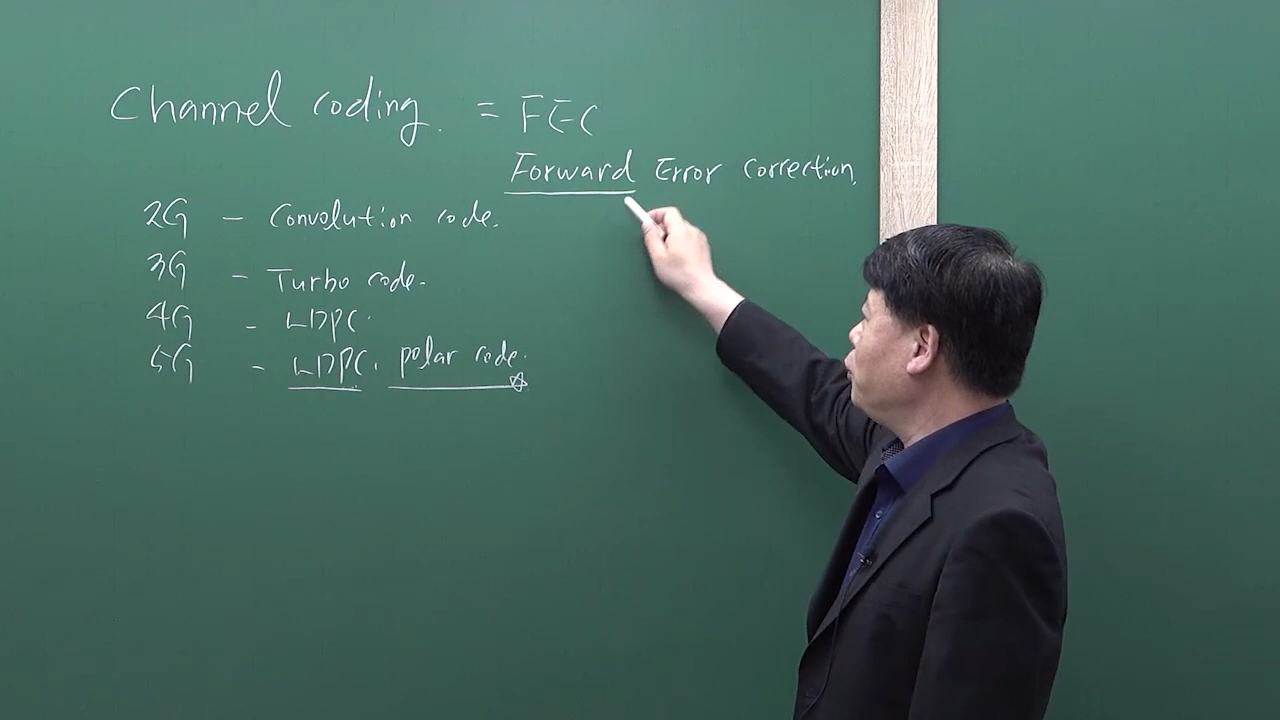 Channel coding. = FEC
Forward Error correction.
2G - Convolution code.
3G - Turbo code.
4G - LDPC.
5G - LDPC, polar code.